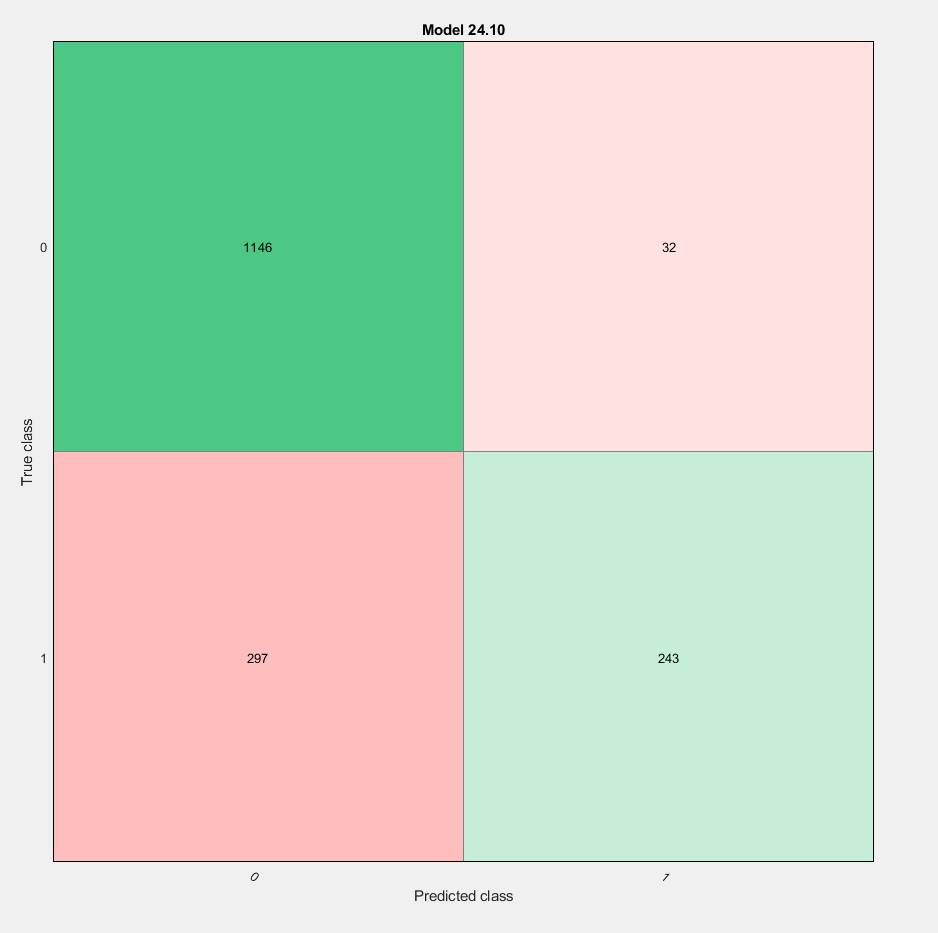 Model 24.10
0
1146
32
True class
1
297
243
0
1
Predicted class